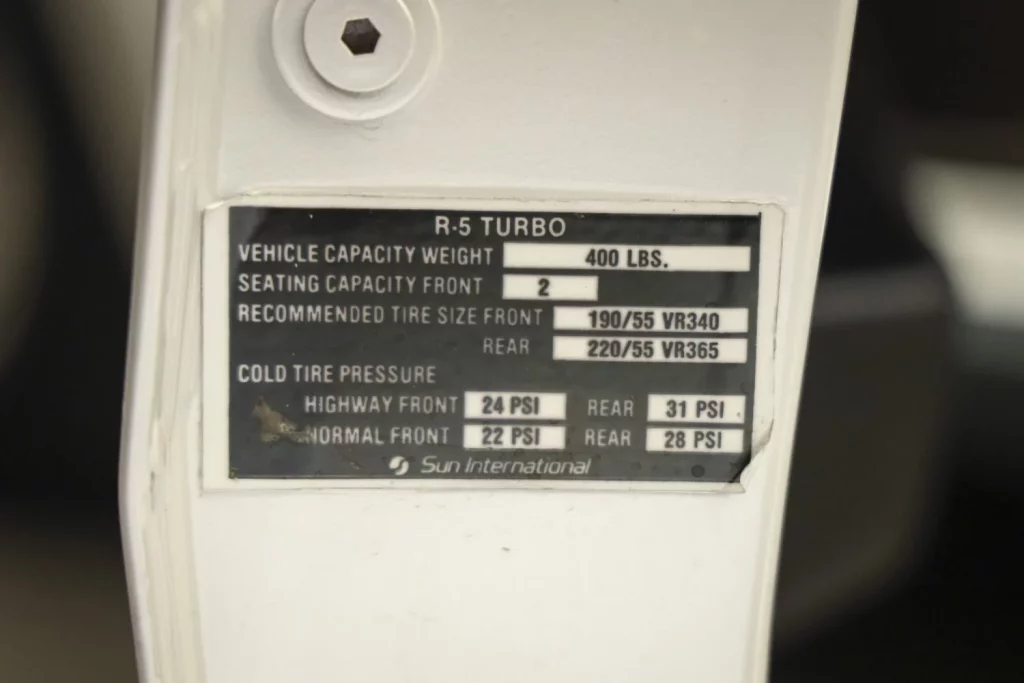 R-5 TURBO
VEHICLE CAPACITY WEIGHT 400 LBS.
SEATING CAPACITY FRONT 2
RECOMMENDED TIRE SIZE FRONT 190/55 VR340
REAR 220/55 VR365
COLD TIRE PRESSURE
HIGHWAY FRONT 24 PSI REAR 31 PSI
NORMAL FRONT 22 PSI REAR 28 PSI
Sun International